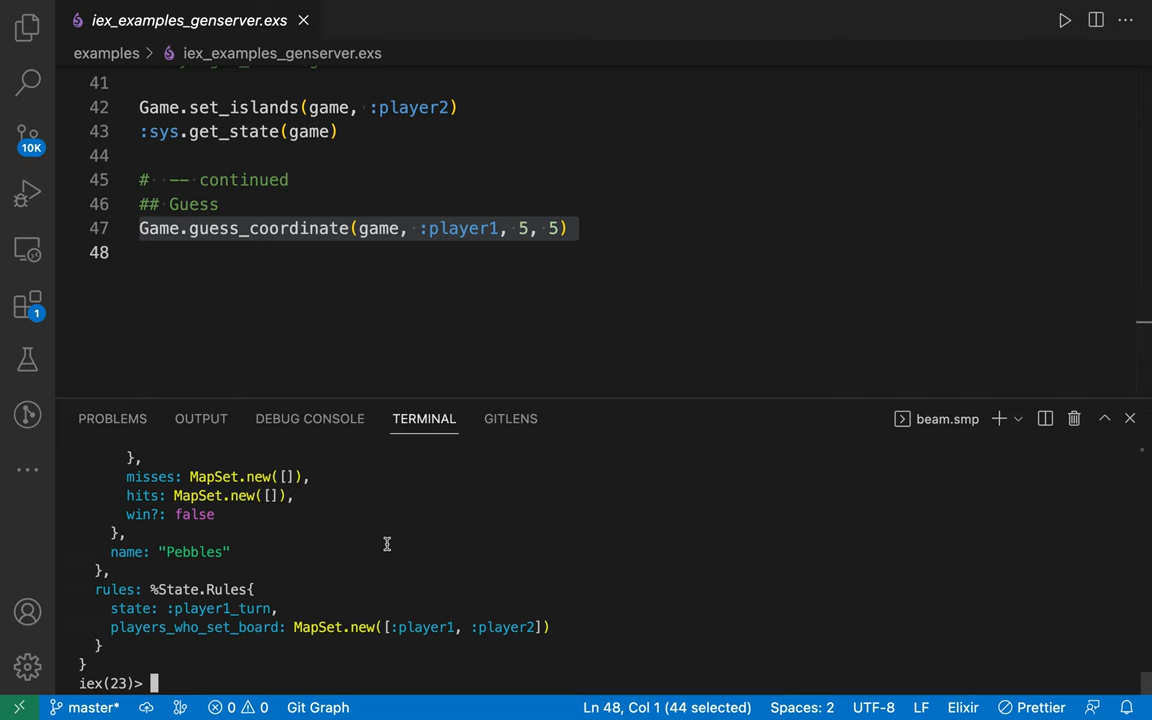 iex_examples_genserver.exs
examples > iex_examples_genserver.exs
41
42 Game.set_islands(game, :player2)
43 :sys.get_state(game)
44
45 # -- continued
46 ## Guess
47 Game.guess_coordinate(game, :player1, 5, 5)
48
10K
1
PROBLEMS OUTPUT DEBUG CONSOLE TERMINAL GITLENS beam.smp
},
misses: MapSet.new([]),
hits: MapSet.new([]),
win?: false
},
name: "Pebbles"
},
rules: %State.Rules{
state: :player1_turn,
players_who_set_board: MapSet.new([:player1, :player2])
}
}
iex(23)>
master* 0 0 Git Graph Ln 48, Col 1 (44 selected) Spaces: 2 UTF-8 LF Elixir Prettier